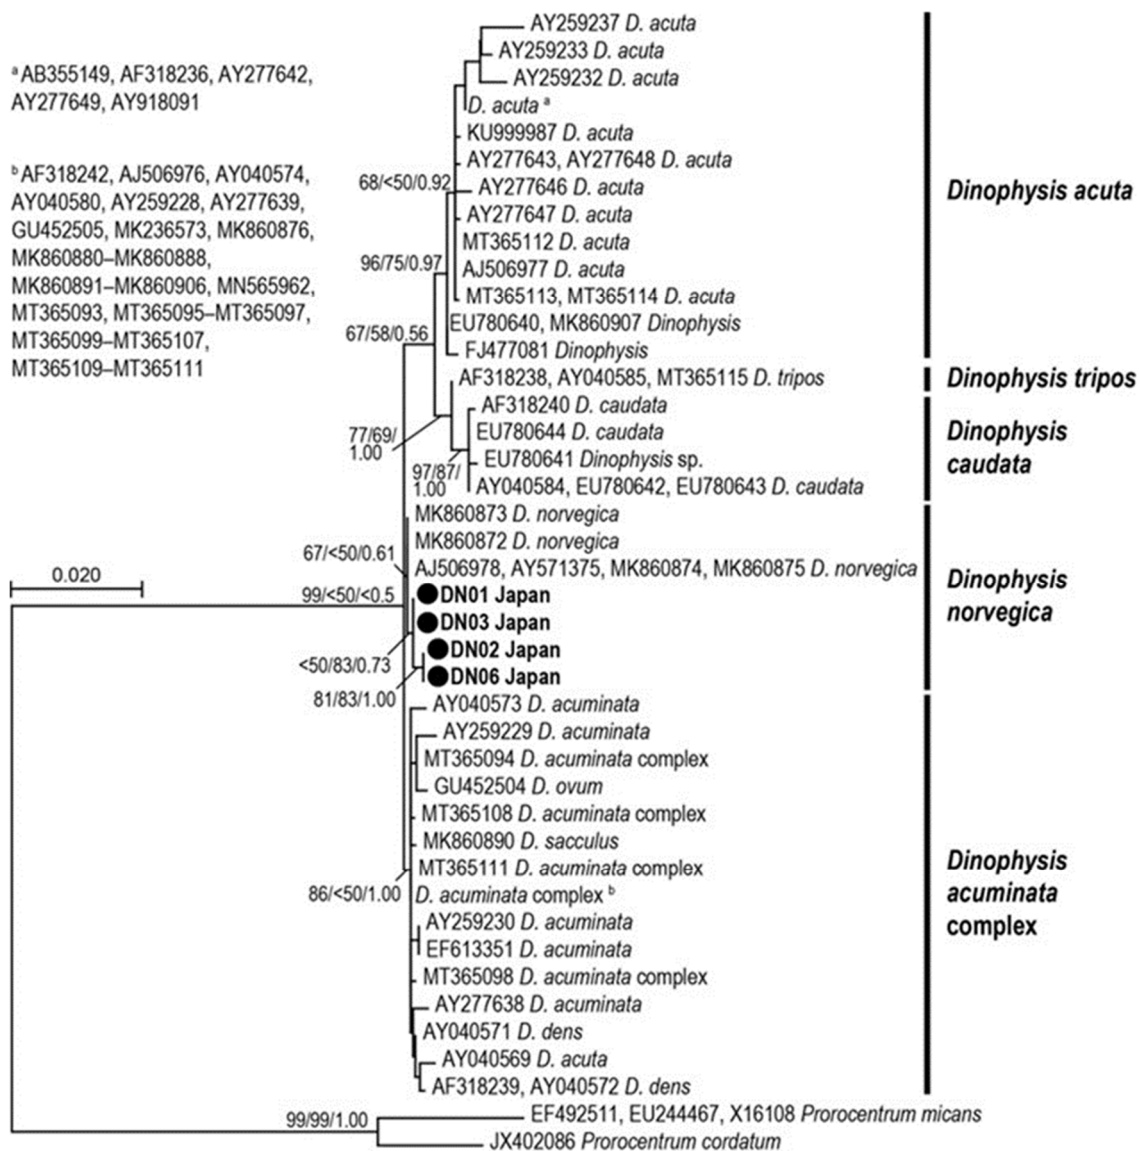 ᵃ AB355149, AF318236, AY277642,
AY277649, AY918091
ᵇ AF318242, AJ506976, AY040574,
AY040580, AY259228, AY277639,
GU452505, MK236573, MK860876,
MK860880–MK860888,
MK860891–MK860906, MN565962,
MT365093, MT365095–MT365097,
MT365099–MT365107,
MT365109–MT365111
0.020
AY259237 D. acuta
AY259233 D. acuta
AY259232 D. acuta
D. acuta ᵃ
KU999987 D. acuta
AY277643, AY277648 D. acuta
68/<50/0.92
AY277646 D. acuta
AY277647 D. acuta
MT365112 D. acuta
96/75/0.97
AJ506977 D. acuta
MT365113, MT365114 D. acuta
EU780640, MK860907 Dinophysis
67/58/0.56
FJ477081 Dinophysis
Dinophysis acuta
AF318238, AY040585, MT365115 D. tripos
Dinophysis tripos
AF318240 D. caudata
EU780644 D. caudata
77/69/
1.00
EU780641 Dinophysis sp.
97/87/
1.00
AY040584, EU780642, EU780643 D. caudata
Dinophysis
caudata
MK860873 D. norvegica
MK860872 D. norvegica
67/<50/0.61
AJ506978, AY571375, MK860874, MK860875 D. norvegica
99/<50/<0.5
DN01 Japan
DN03 Japan
DN02 Japan
<50/83/0.73
DN06 Japan
81/83/1.00
Dinophysis
norvegica
AY040573 D. acuminata
AY259229 D. acuminata
MT365094 D. acuminata complex
GU452504 D. ovum
MT365108 D. acuminata complex
MK860890 D. sacculus
MT365111 D. acuminata complex
86/<50/1.00
D. acuminata complex ᵇ
AY259230 D. acuminata
EF613351 D. acuminata
MT365098 D. acuminata complex
AY277638 D. acuminata
AY040571 D. dens
AY040569 D. acuta
AF318239, AY040572 D. dens
Dinophysis
acuminata
complex
99/99/1.00
EF492511, EU244467, X16108 Prorocentrum micans
JX402086 Prorocentrum cordatum